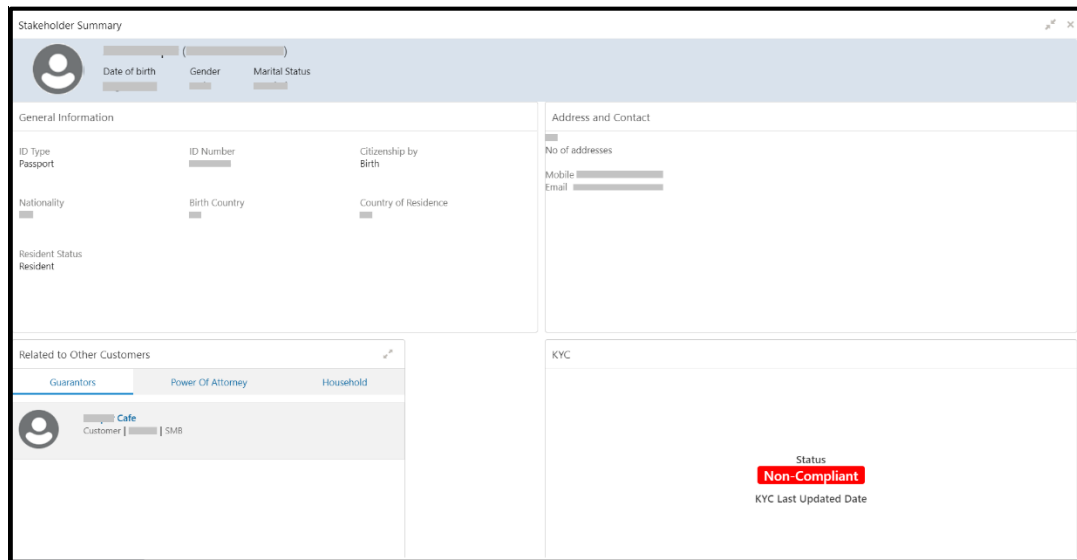 Stakeholder Summary
( )
Date of birth Gender Marital Status
General Information
ID Type ID Number Citizenship by
Passport Birth
Nationality Birth Country Country of Residence
Resident Status
Resident
Address and Contact
No of addresses
Mobile
Email
Related to Other Customers
Guarantors Power Of Attorney Household
Cafe
Customer | | SMB
KYC
Status
Non-Compliant
KYC Last Updated Date